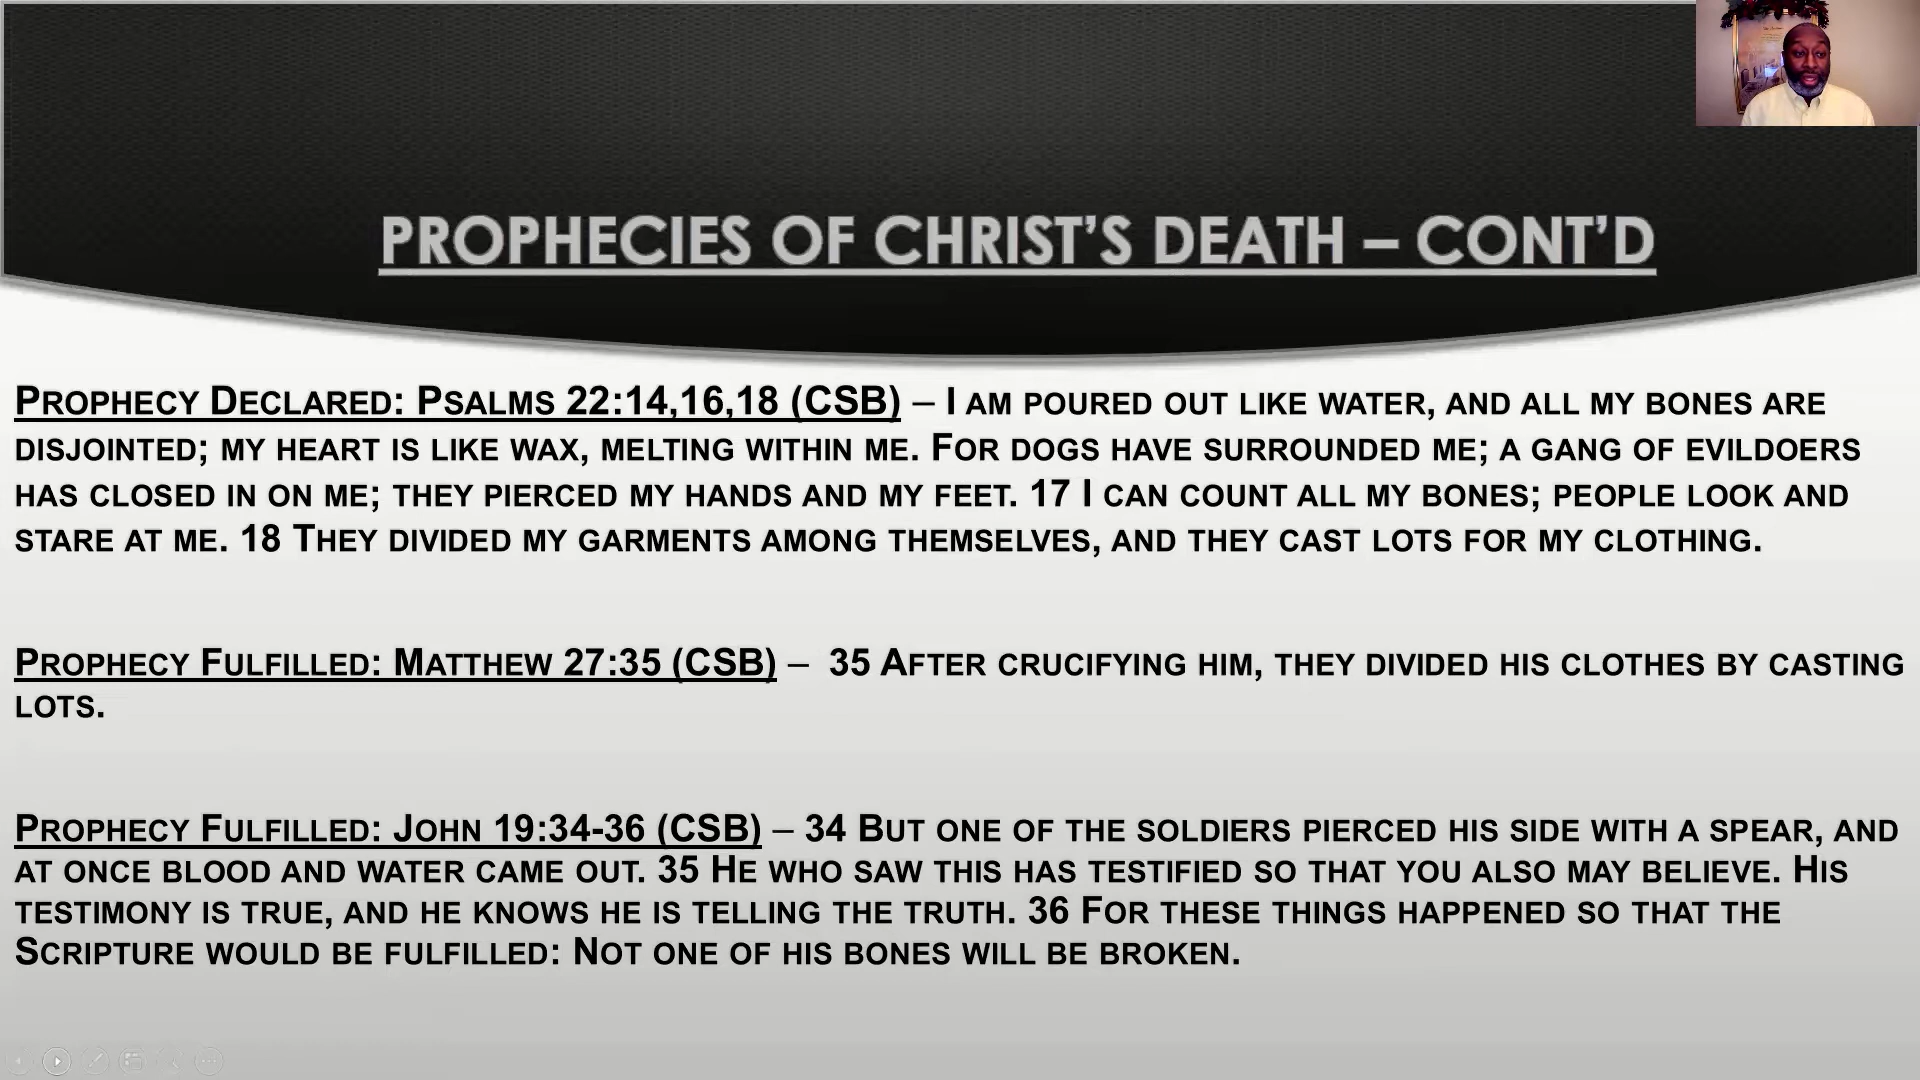 PROPHECIES OF CHRIST'S DEATH – CONT'D
Prophecy Declared: Psalms 22:14,16,18 (CSB) – I am poured out like water, and all my bones are
disjointed; my heart is like wax, melting within me. For dogs have surrounded me; a gang of evildoers
has closed in on me; they pierced my hands and my feet. 17 I can count all my bones; people look and
stare at me. 18 They divided my garments among themselves, and they cast lots for my clothing.
Prophecy Fulfilled: Matthew 27:35 (CSB) – 35 After crucifying him, they divided his clothes by casting
lots.
Prophecy Fulfilled: John 19:34-36 (CSB) – 34 But one of the soldiers pierced his side with a spear, and
at once blood and water came out. 35 He who saw this has testified so that you also may believe. His
testimony is true, and he knows he is telling the truth. 36 For these things happened so that the
Scripture would be fulfilled: Not one of his bones will be broken.